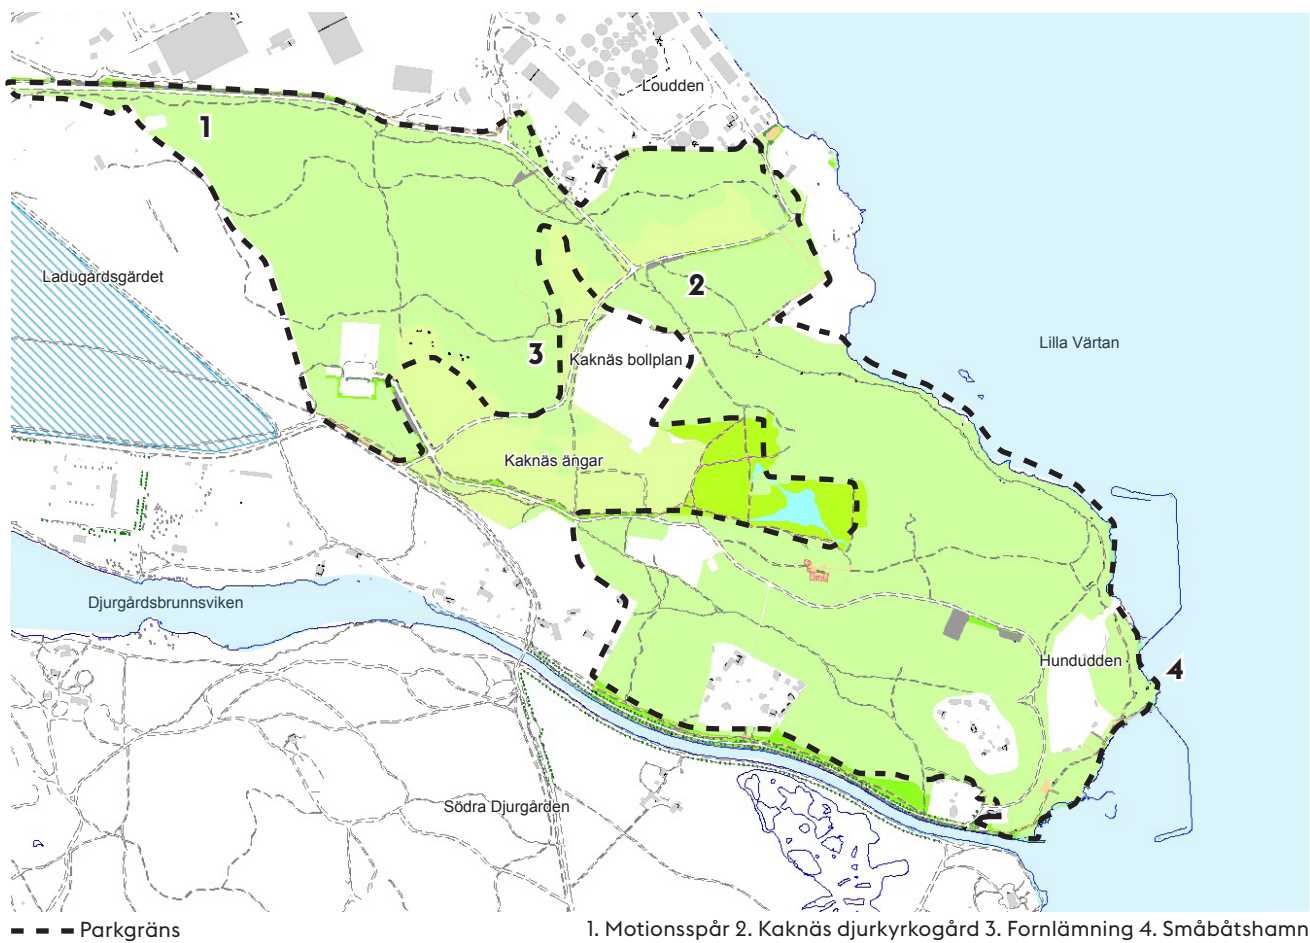 Loudden
1
Ladugårdsgärdet
2
Lilla Värtan
3
Kaknäs bollplan
Kaknäs ängar
Djurgårdsbrunnsviken
Hundudden
4
Södra Djurgården
Parkgräns
1. Motionsspår 2. Kaknäs djurkyrkogård 3. Fornlämning 4. Småbåtshamn